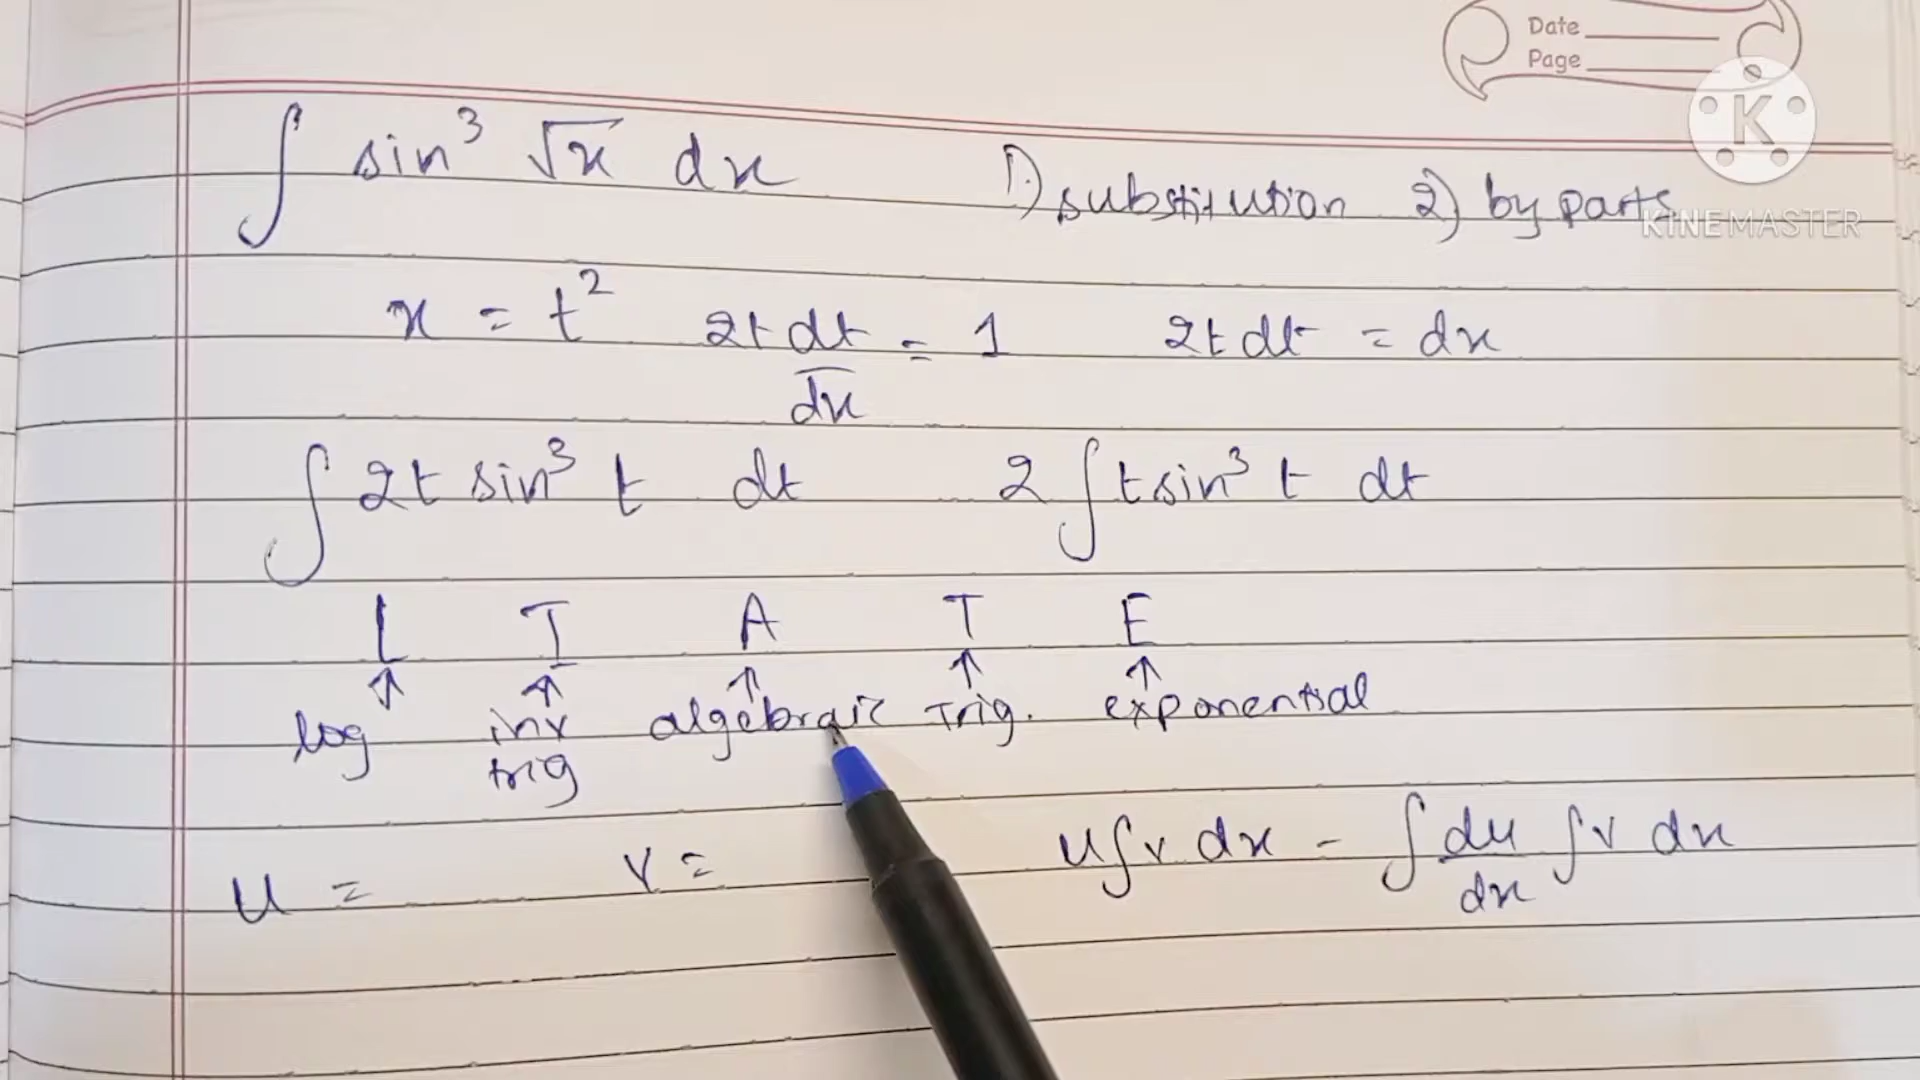 Date
Page
K
KINEMASTER
∫ sin³ √x dx 1) substitution 2) by parts
x = t² 2t dt/dx = 1 2t dt = dx
∫ 2t sin³ t dt 2 ∫ t sin³ t dt
L I A T E
↑ ↑ ↑ ↑ ↑
log inv algebraic Trig. exponential
trig
u = v = u∫v dx - ∫ du/dx ∫v dx